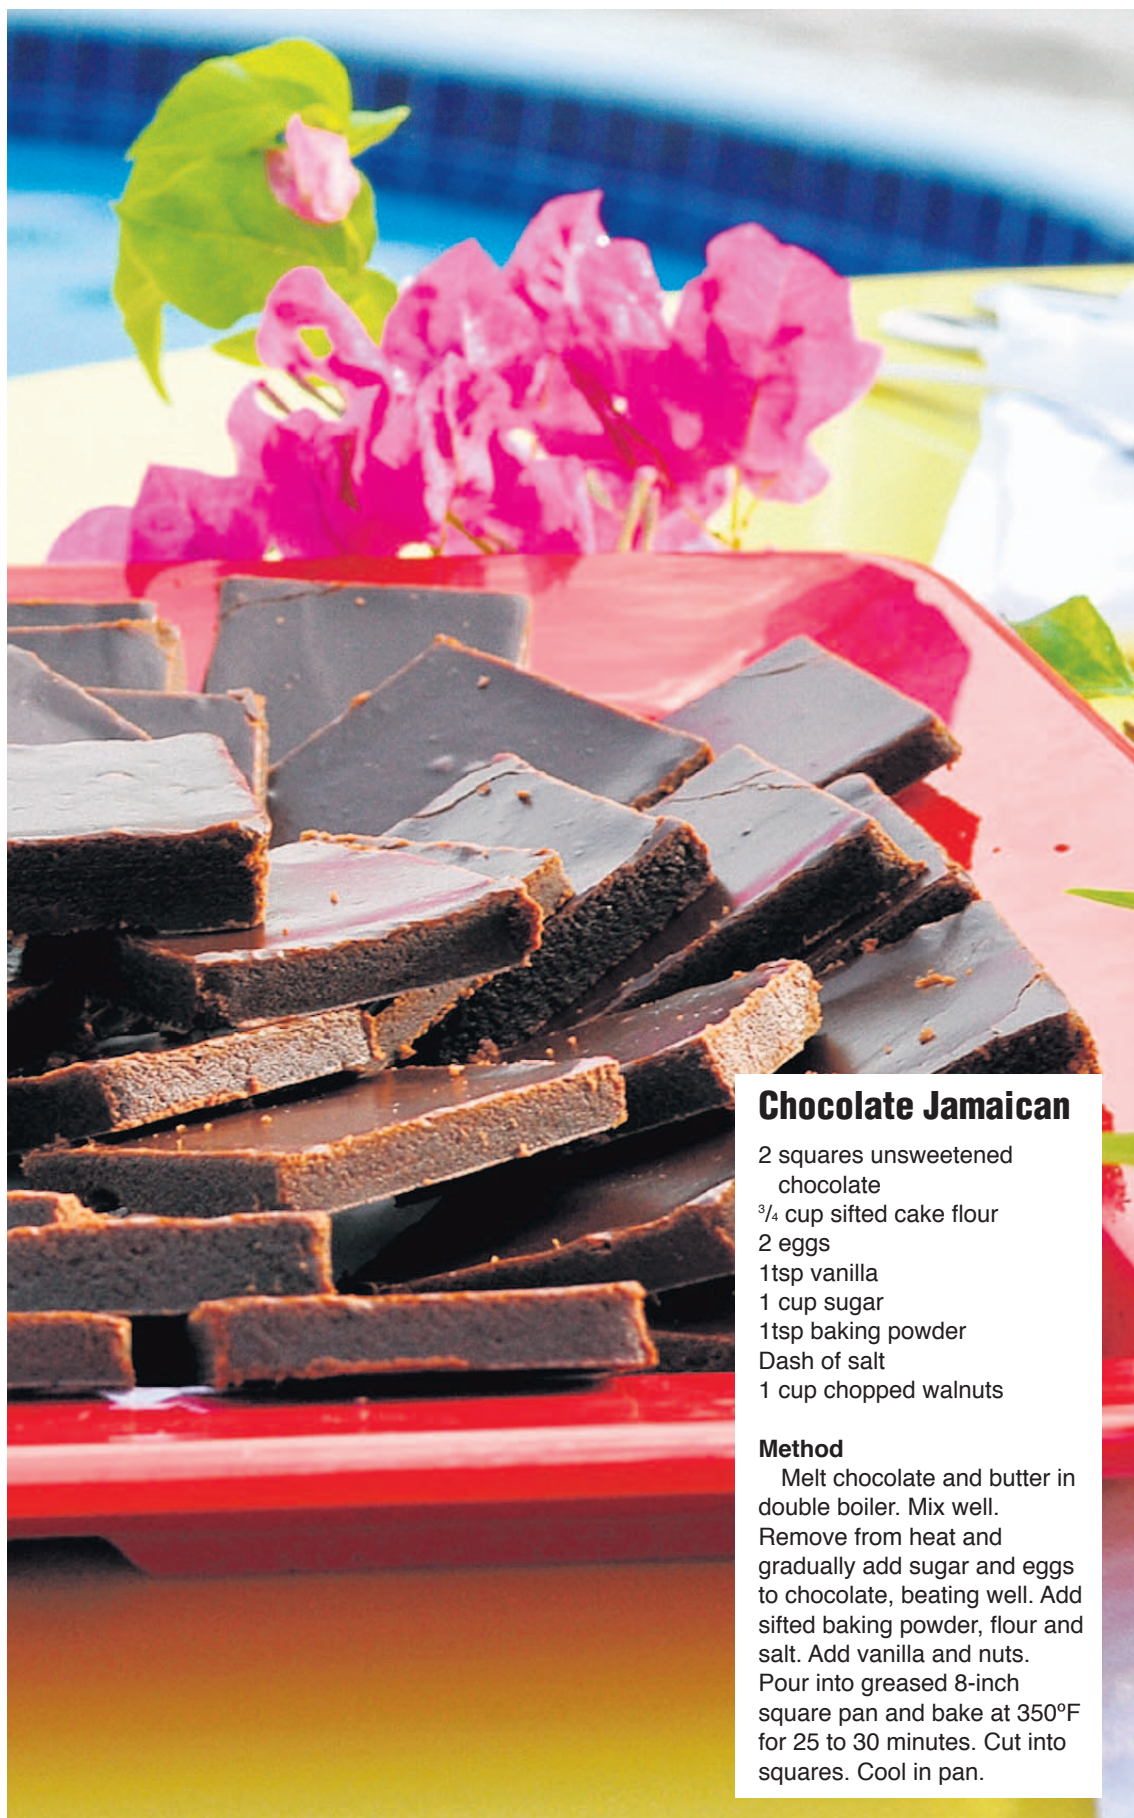 Chocolate Jamaican
2 squares unsweetened
chocolate
3/4 cup sifted cake flour
2 eggs
1tsp vanilla
1 cup sugar
1tsp baking powder
Dash of salt
1 cup chopped walnuts
Method
Melt chocolate and butter in
double boiler. Mix well.
Remove from heat and
gradually add sugar and eggs
to chocolate, beating well. Add
sifted baking powder, flour and
salt. Add vanilla and nuts.
Pour into greased 8-inch
square pan and bake at 350ºF
for 25 to 30 minutes. Cut into
squares. Cool in pan.